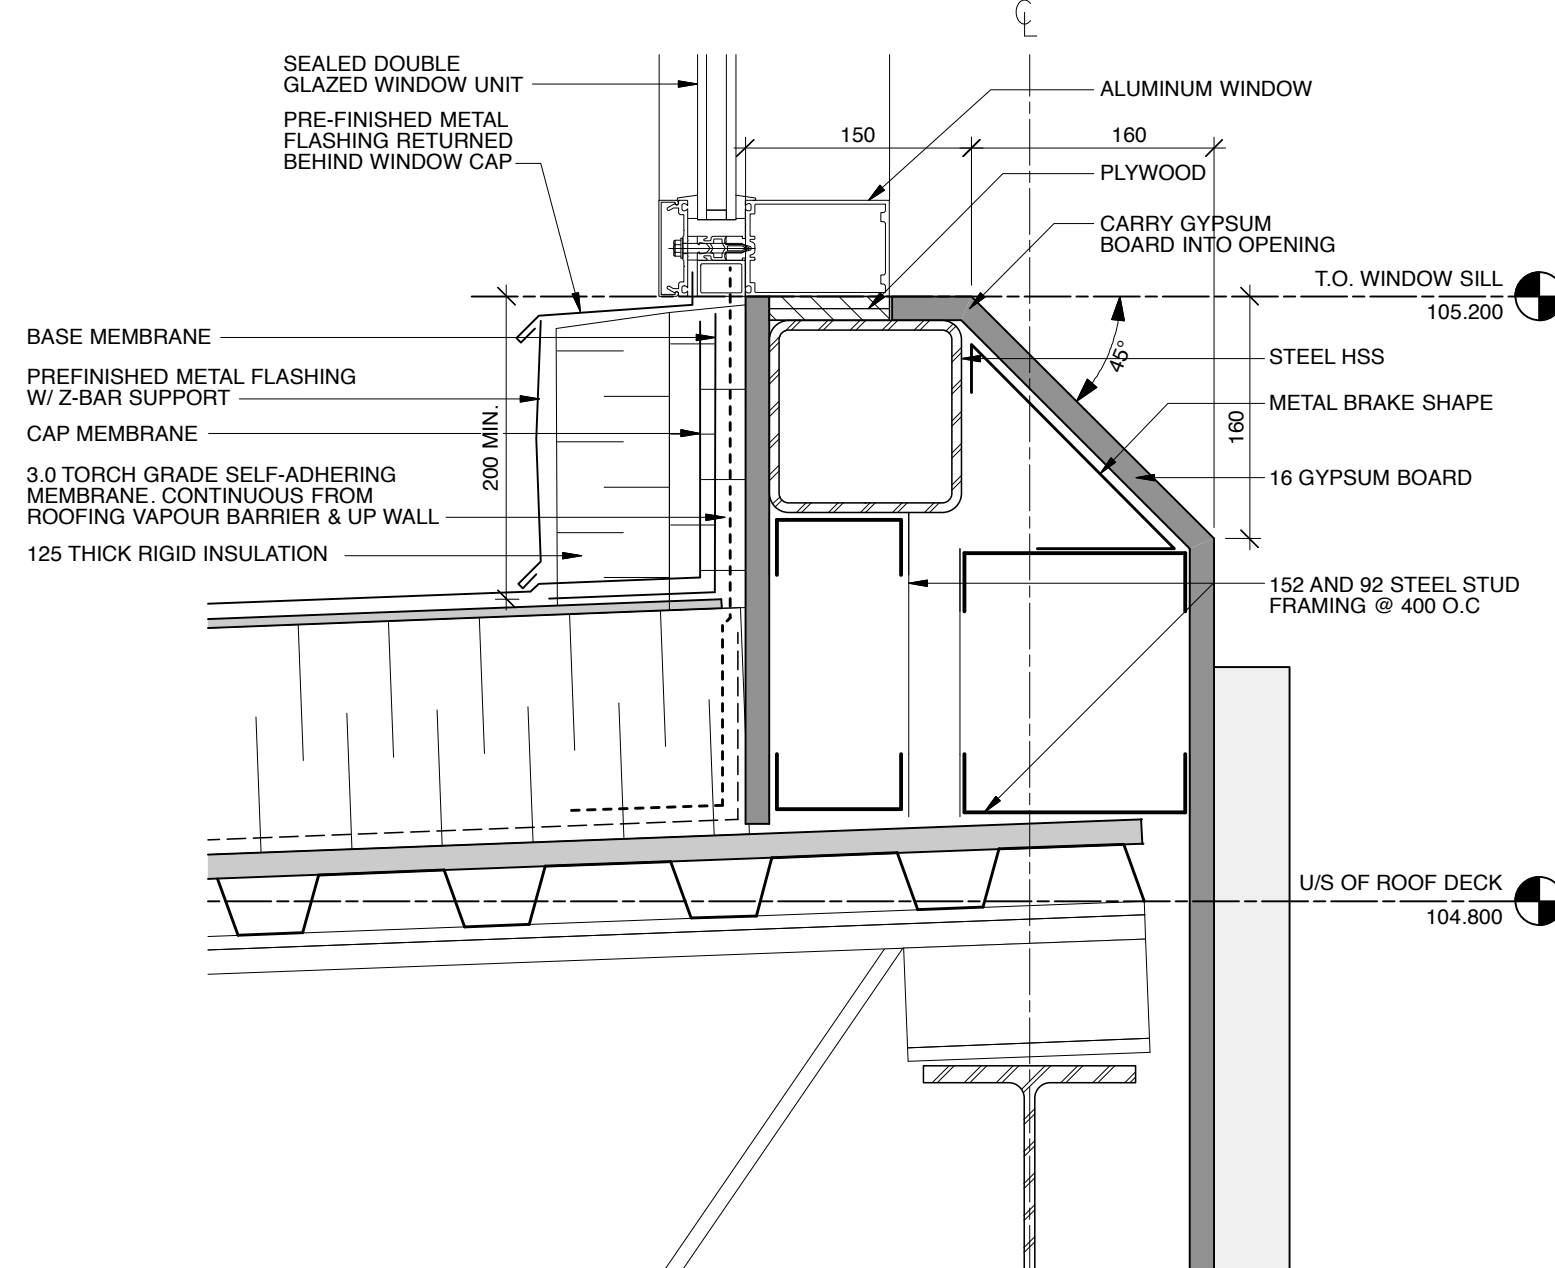 ℄
SEALED DOUBLE
GLAZED WINDOW UNIT
PRE-FINISHED METAL
FLASHING RETURNED
BEHIND WINDOW CAP
ALUMINUM WINDOW
150
160
PLYWOOD
CARRY GYPSUM
BOARD INTO OPENING
T.O. WINDOW SILL
105.200
BASE MEMBRANE
PREFINISHED METAL FLASHING
W/ Z-BAR SUPPORT
CAP MEMBRANE
3.0 TORCH GRADE SELF-ADHERING
MEMBRANE. CONTINUOUS FROM
ROOFING VAPOUR BARRIER & UP WALL
125 THICK RIGID INSULATION
200 MIN.
45°
STEEL HSS
METAL BRAKE SHAPE
160
16 GYPSUM BOARD
152 AND 92 STEEL STUD
FRAMING @ 400 O.C
U/S OF ROOF DECK
104.800